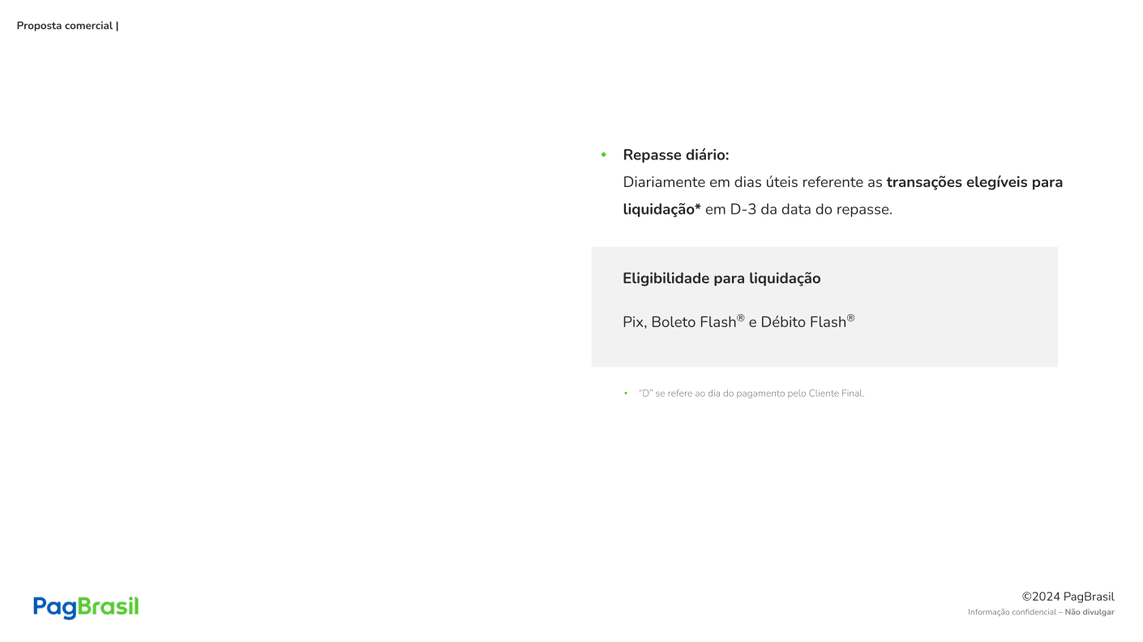 Proposta comercial |
• Repasse diário:
Diariamente em dias úteis referente as transações elegíveis para
liquidação* em D-3 da data do repasse.
Eligibilidade para liquidação
Pix, Boleto Flash® e Débito Flash®
• “D” se refere ao dia do pagamento pelo Cliente Final.
PagBrasil
©2024 PagBrasil
Informação confidencial – Não divulgar